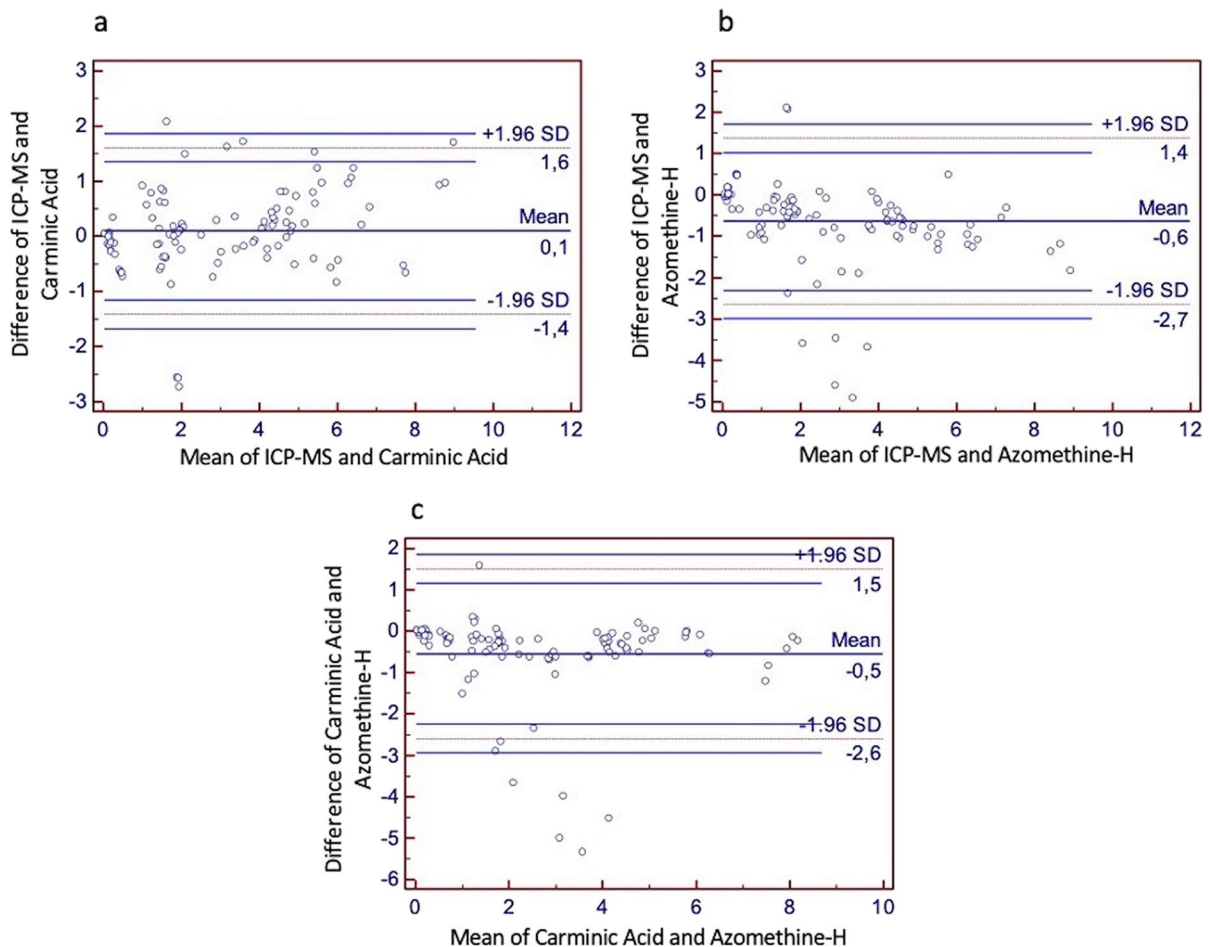 a
3
2
1
0
-1
-2
-3
+1.96 SD
1,6
Mean
0,1
-1.96 SD
-1,4
0 2 4 6 8 10 12
Difference of ICP-MS and
Carminic Acid
Mean of ICP-MS and Carminic Acid
b
3
2
1
0
-1
-2
-3
-4
-5
+1.96 SD
1,4
Mean
-0,6
-1.96 SD
-2,7
0 2 4 6 8 10 12
Difference of ICP-MS and
Azomethine-H
Mean of ICP-MS and Azomethine-H
c
2
1
0
-1
-2
-3
-4
-5
-6
+1.96 SD
1,5
Mean
-0,5
-1.96 SD
-2,6
0 2 4 6 8 10
Difference of Carminic Acid and
Azomethine-H
Mean of Carminic Acid and Azomethine-H